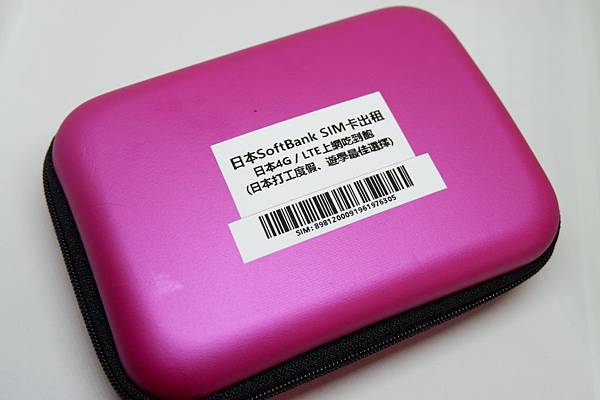 日本SoftBank SIM卡出租
日本4G / LTE上網吃到飽
(日本打工度假、遊學最佳選擇)
SIM:8981200091961976305